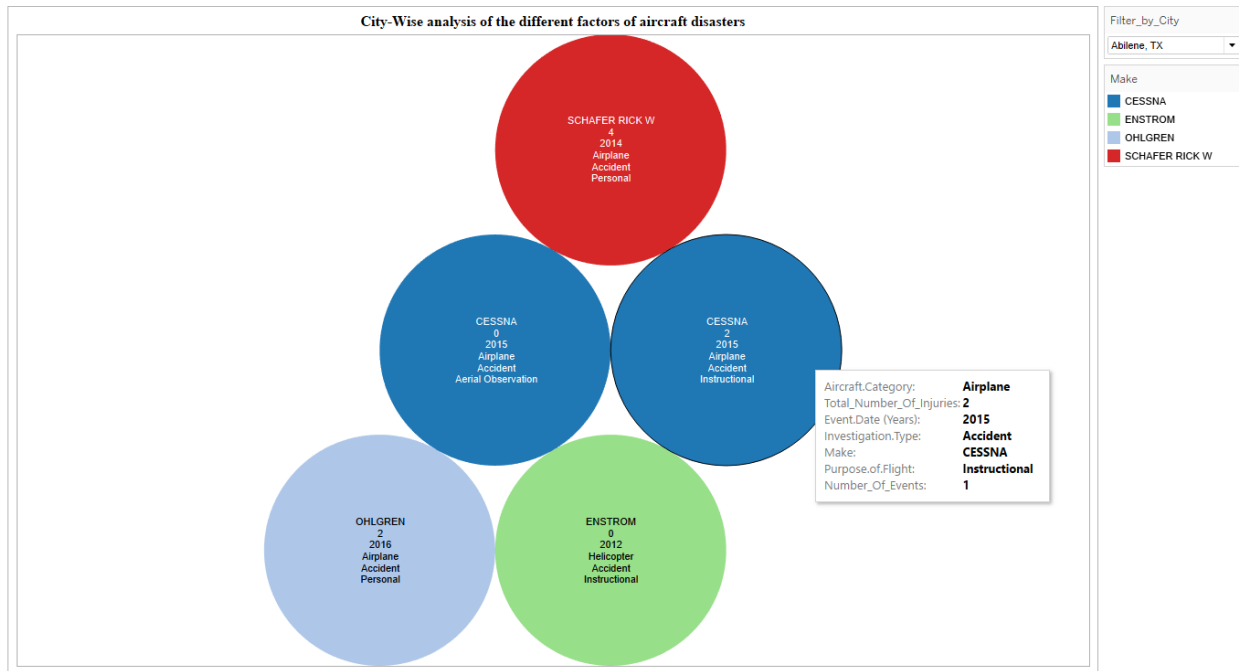 City-Wise analysis of the different factors of aircraft disasters
SCHAFER RICK W
4
2014
Airplane
Accident
Personal
CESSNA
0
2015
Airplane
Accident
Aerial Observation
CESSNA
2
2015
Airplane
Accident
Instructional
Aircraft.Category: Airplane
Total_Number_Of_Injuries: 2
Event.Date (Years): 2015
Investigation.Type: Accident
Make: CESSNA
Purpose.of.Flight: Instructional
Number_Of_Events: 1
OHLGREN
2
2016
Airplane
Accident
Personal
ENSTROM
0
2012
Helicopter
Accident
Instructional
Filter_by_City
Abilene, TX
Make
CESSNA
ENSTROM
OHLGREN
SCHAFER RICK W